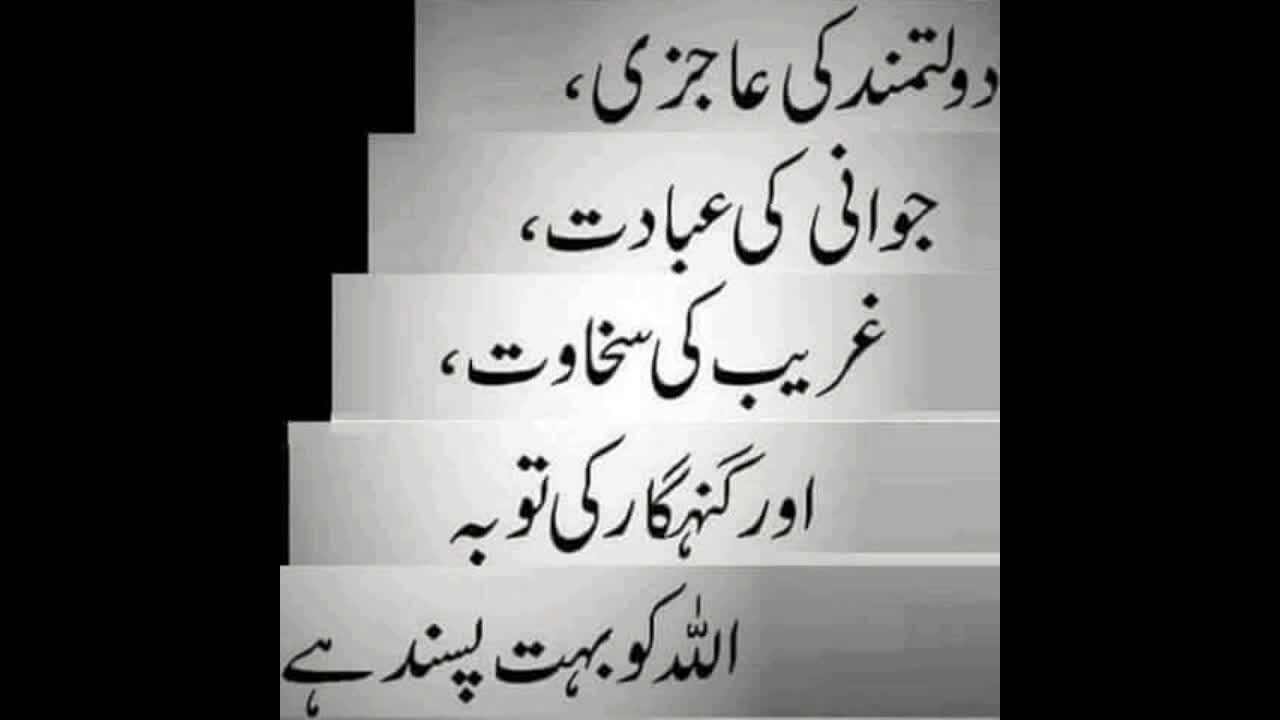 دولتمند کی عاجزی،
جوانی کی عبادت،
غریب کی سخاوت،
اور گنہگار کی توبہ
اللہ کو بہت پسند ہے